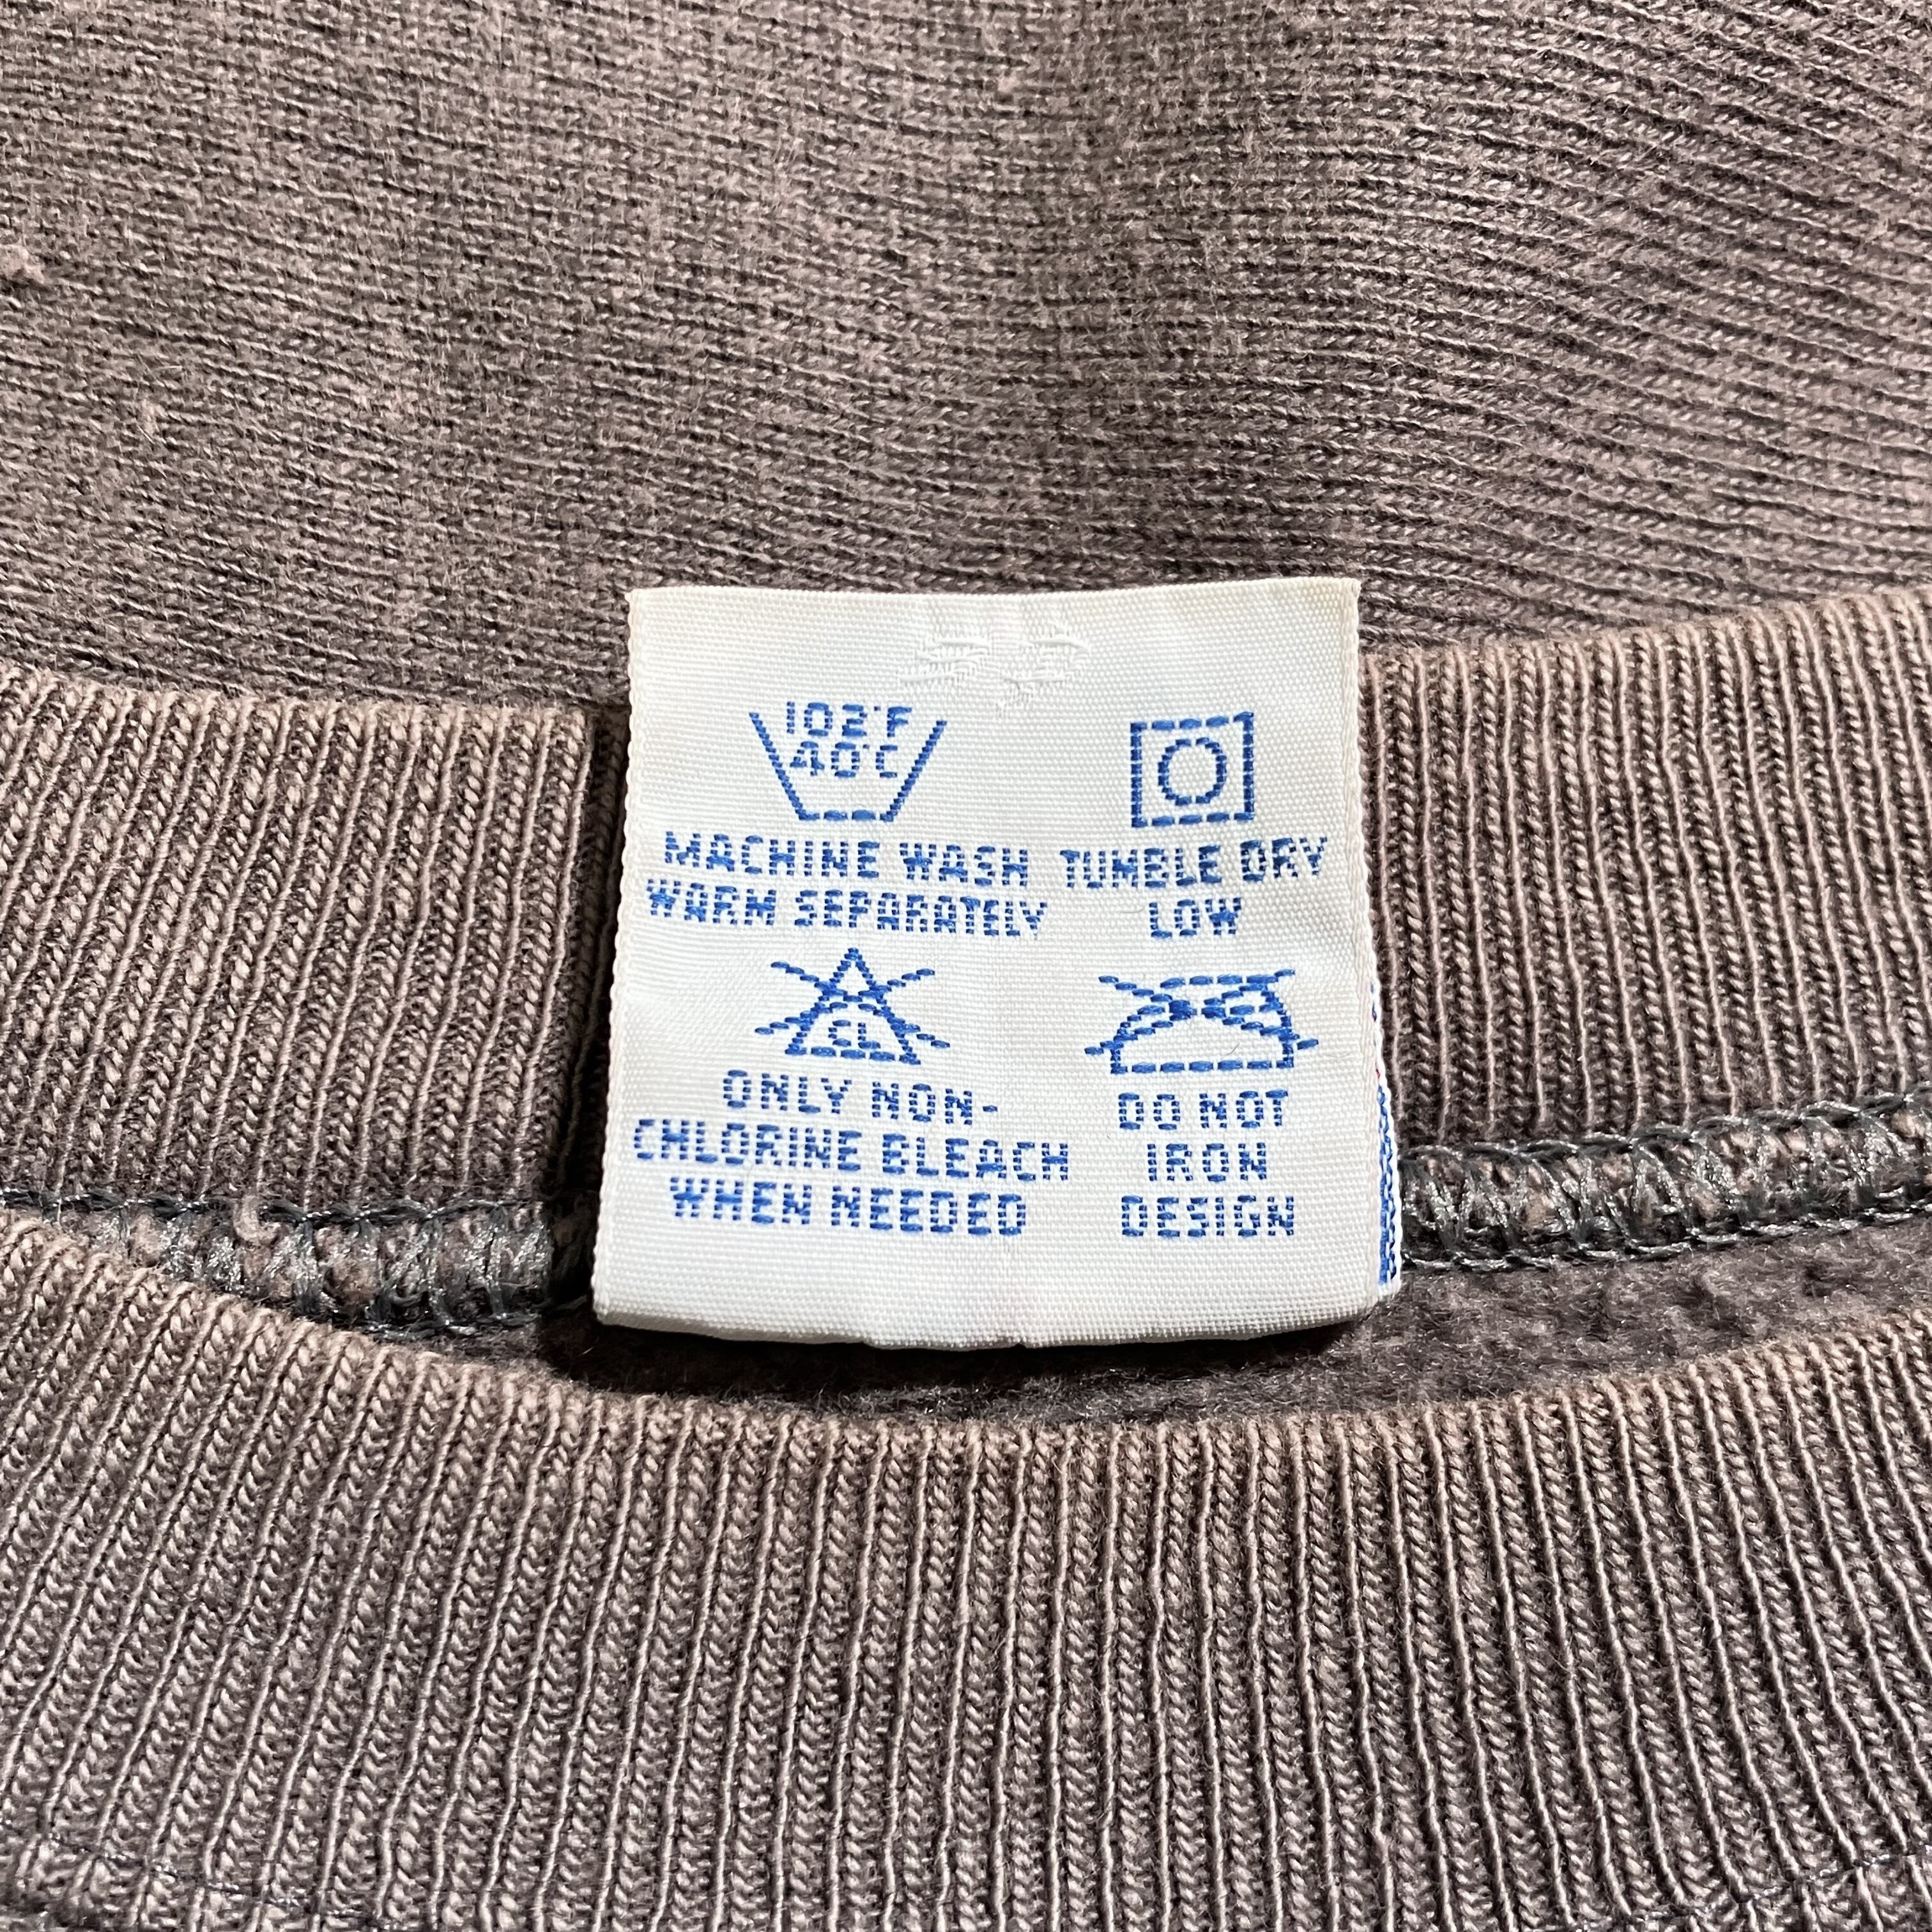 102°F
40°C
MACHINE WASH
WARM SEPARATELY
TUMBLE DRY
LOW
CL
ONLY NON-
CHLORINE BLEACH
WHEN NEEDED
DO NOT
IRON
DESIGN